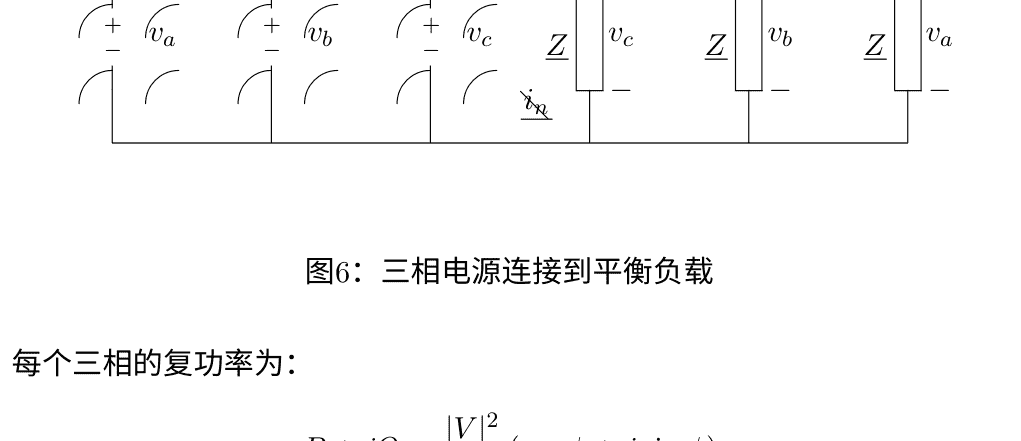 + v_a + v_b + v_c Z v_c Z v_b Z v_a
− − −
i_n − − −
图6：三相电源连接到平衡负载
每个三相的复功率为：
|V|²